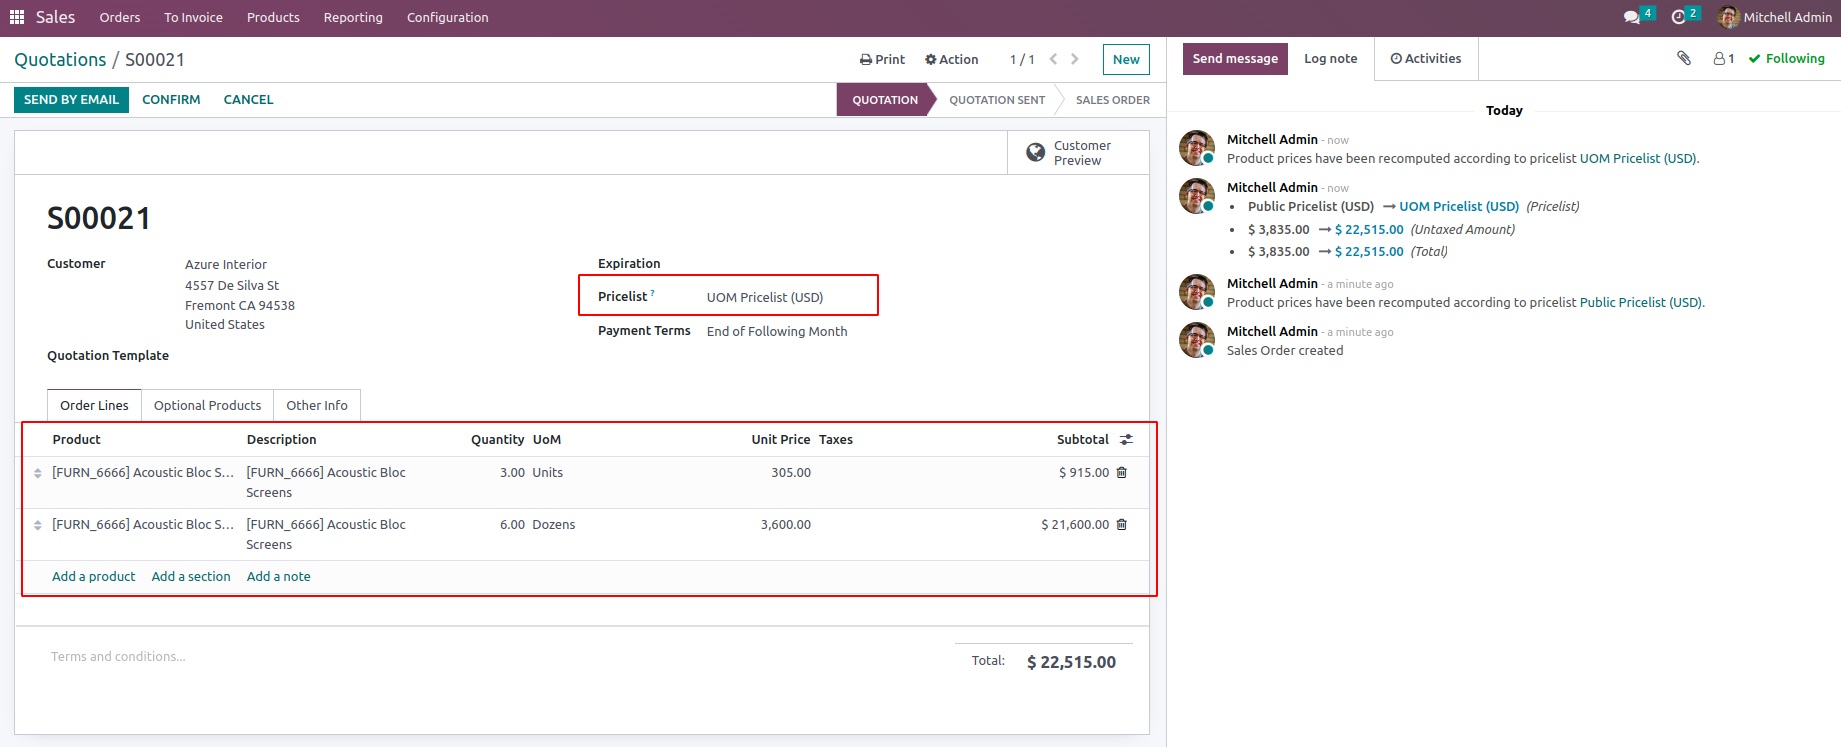 Sales Orders To Invoice Products Reporting Configuration 4 2 Mitchell Admin
Quotations / S00021 Print Action 1 / 1 New
SEND BY EMAIL CONFIRM CANCEL QUOTATION QUOTATION SENT SALES ORDER
Customer
Preview
S00021
Customer Azure Interior
4557 De Silva St
Fremont CA 94538
United States
Expiration
Pricelist ? UOM Pricelist (USD)
Payment Terms End of Following Month
Quotation Template
Order Lines Optional Products Other Info
Product Description Quantity UoM Unit Price Taxes Subtotal
[FURN_6666] Acoustic Bloc S... [FURN_6666] Acoustic Bloc 3.00 Units 305.00 $ 915.00
Screens
[FURN_6666] Acoustic Bloc S... [FURN_6666] Acoustic Bloc 6.00 Dozens 3,600.00 $ 21,600.00
Screens
Add a product Add a section Add a note
Terms and conditions...
Total: $ 22,515.00
Send message Log note Activities 1 Following
Today
Mitchell Admin - now
Product prices have been recomputed according to pricelist UOM Pricelist (USD).
Mitchell Admin - now
• Public Pricelist (USD) → UOM Pricelist (USD) (Pricelist)
• $ 3,835.00 → $ 22,515.00 (Untaxed Amount)
• $ 3,835.00 → $ 22,515.00 (Total)
Mitchell Admin - a minute ago
Product prices have been recomputed according to pricelist Public Pricelist (USD).
Mitchell Admin - a minute ago
Sales Order created